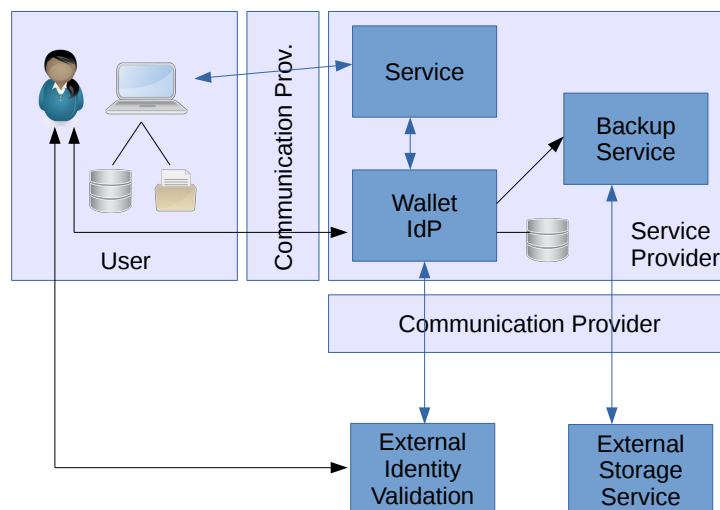 Communication Prov.
Service
Backup
Service
Wallet
IdP
Service
Provider
User
Communication Provider
External
Identity
Validation
External
Storage
Service